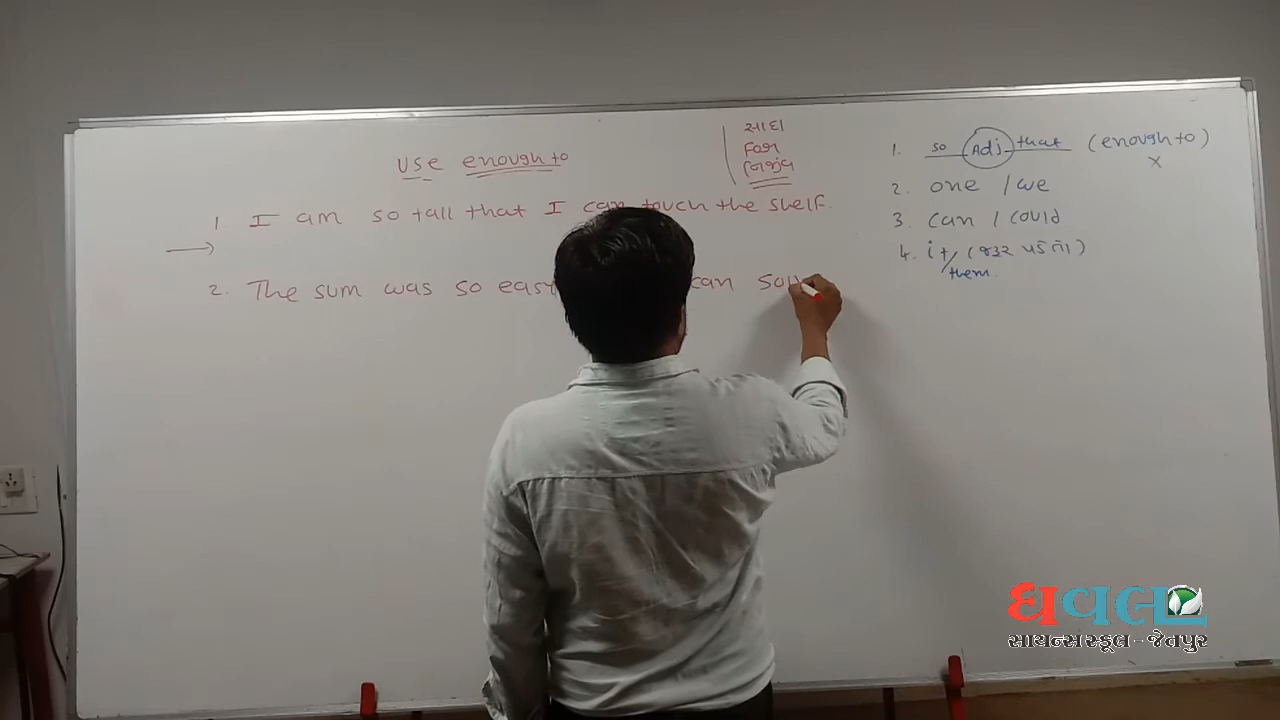 Use enough to
સાદા
For
નિર્જીવ
1 I am so tall that I can touch the shelf.
2. The sum was so easy can solv
1. so Adj that (enough to)
x
2. one / we
3. can / could
4. it / (જરૂર પડે તો)
them
ધવલ
સાયન્સ સ્કૂલ - જેતપુર